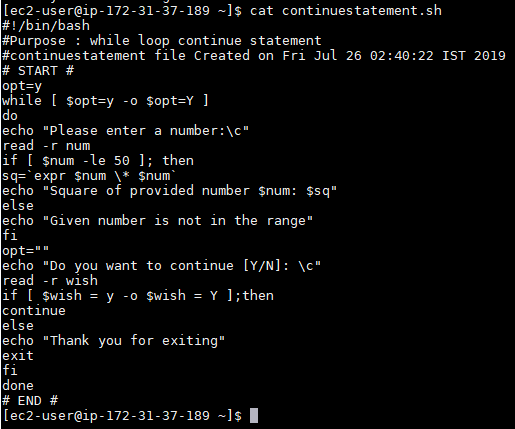 [ec2-user@ip-172-31-37-189 ~]$ cat continuestatement.sh
#!/bin/bash
#Purpose : while loop continue statement
#continuestatement file Created on Fri Jul 26 02:40:22 IST 2019
# START #
opt=y
while [ $opt=y -o $opt=Y ]
do
echo "Please enter a number:\c"
read -r num
if [ $num -le 50 ]; then
sq=`expr $num \* $num`
echo "Square of provided number $num: $sq"
else
echo "Given number is not in the range"
fi
opt=""
echo "Do you want to continue [Y/N]: \c"
read -r wish
if [ $wish = y -o $wish = Y ];then
continue
else
echo "Thank you for exiting"
exit
fi
done
# END #
[ec2-user@ip-172-31-37-189 ~]$